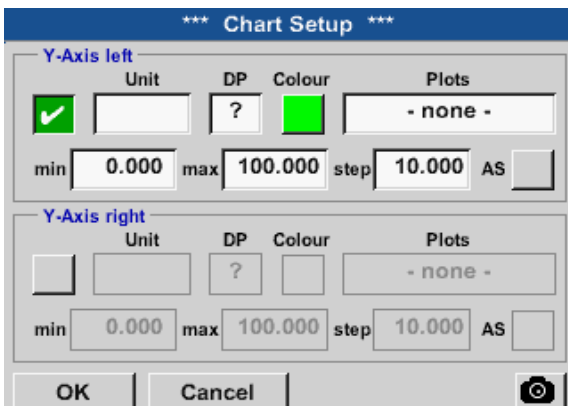 *** Chart Setup ***
Y-Axis left
Unit DP Colour Plots
? - none -
min 0.000 max 100.000 step 10.000 AS
Y-Axis right
Unit DP Colour Plots
? - none -
min 0.000 max 100.000 step 10.000 AS
OK Cancel